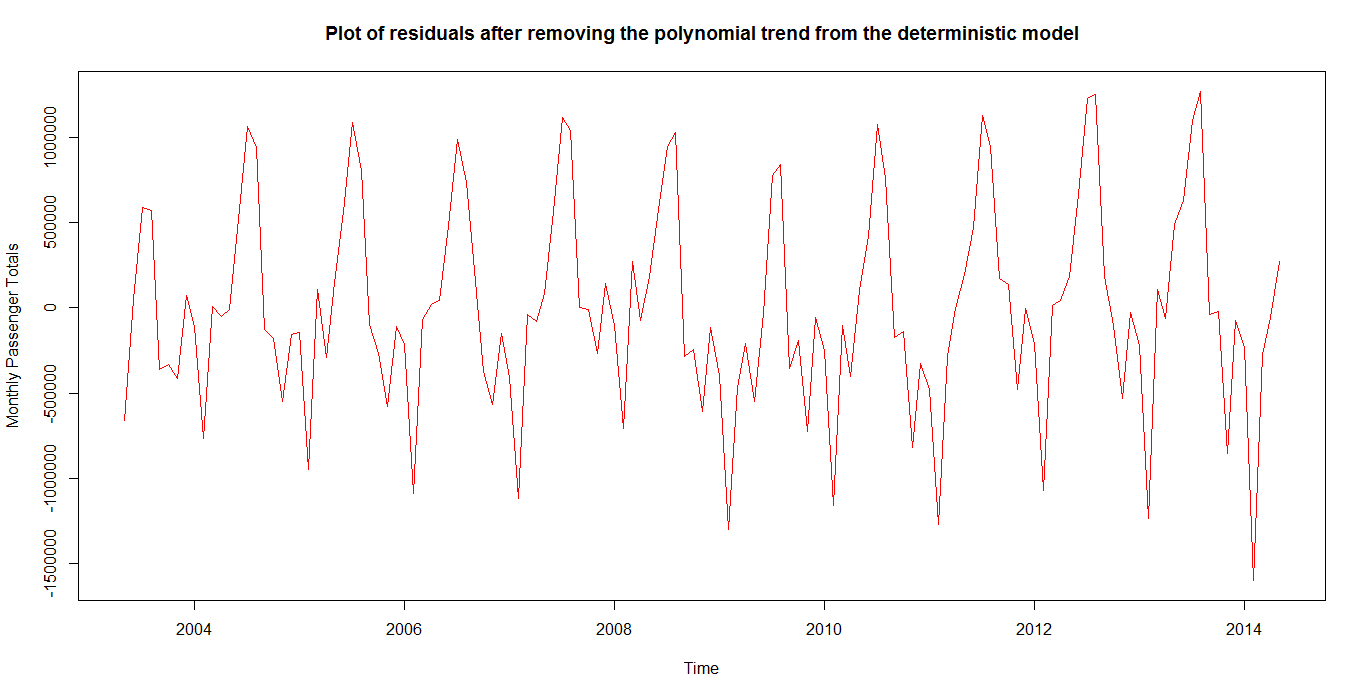 Plot of residuals after removing the polynomial trend from the deterministic model
Monthly Passenger Totals
1000000
500000
0
-500000
-1000000
-1500000
2004 2006 2008 2010 2012 2014
Time